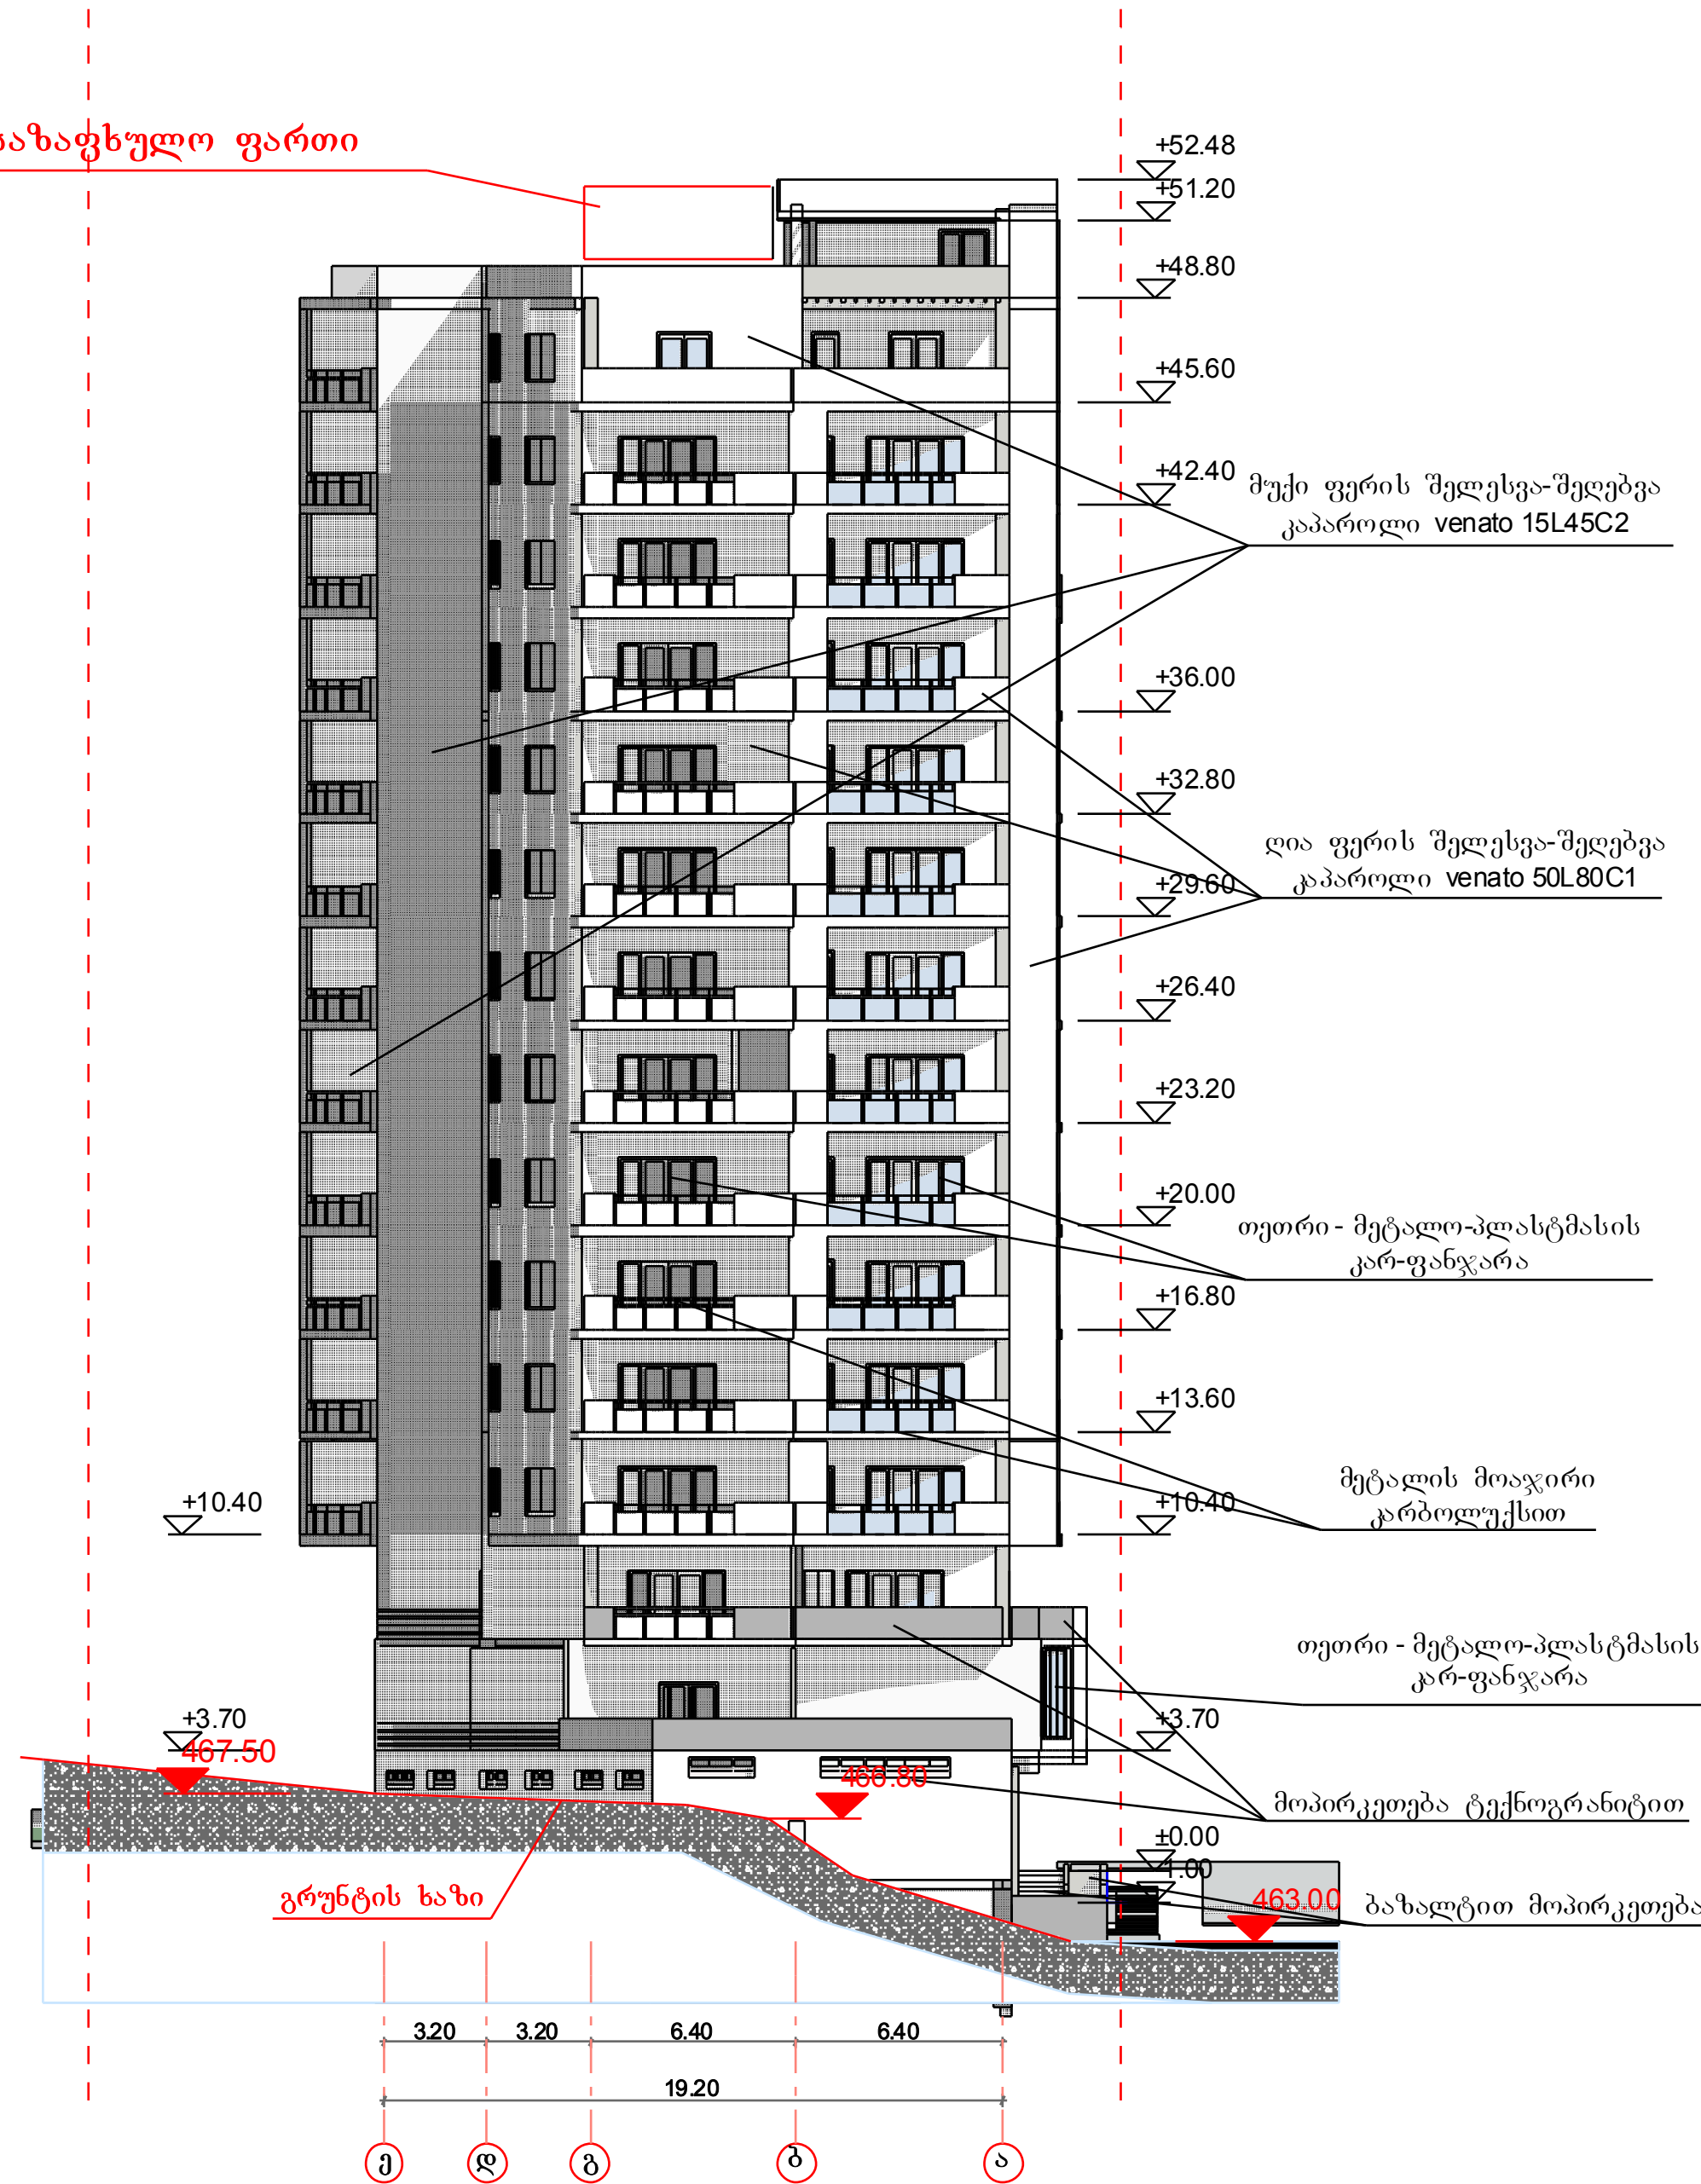 საზაფხულო ფართი
+52.48
+51.20
+48.80
+45.60
+42.40
მუქი ფერის შელესვა-შეღებვა
კაპაროლი venato 15L45C2
+36.00
+32.80
ღია ფერის შელესვა-შეღებვა
კაპაროლი venato 50L80C1
+29.60
+26.40
+23.20
+20.00
თეთრი - მეტალო-პლასტმასის
კარ-ფანჯარა
+16.80
+13.60
მეტალის მოაჯირი
კარბოლუქსით
+10.40
+10.40
თეთრი - მეტალო-პლასტმასის
კარ-ფანჯარა
+3.70
+3.70
467.50
466.80
მოპირკეთება ტექნოგრანიტით
±0.00
-1.00
გრუნტის ხაზი
463.00
ბაზალტით მოპირკეთება
3.20 3.20 6.40 6.40
19.20
ე დ გ ბ ა